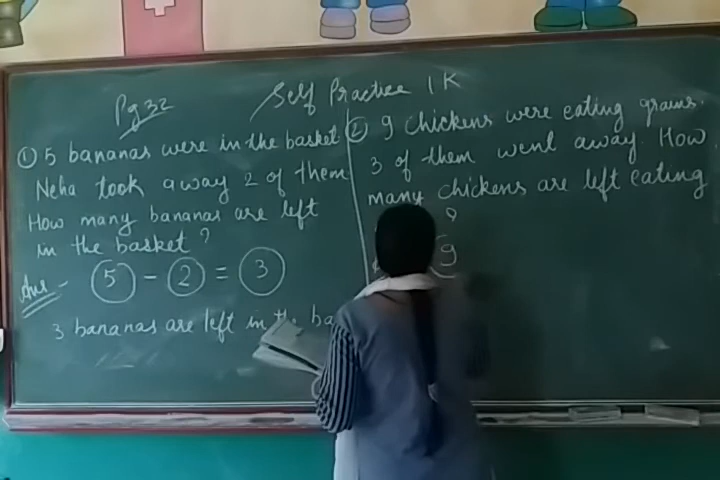 Pg 32
Self Practice 1K
① 5 bananas were in the basket
Neha took away 2 of them
How many bananas are left
in the basket?
Ans:- 5 - 2 = 3
3 bananas are left in the ba
② 9 chickens were eating grains.
3 of them went away. How
many chickens are left eating
?
9